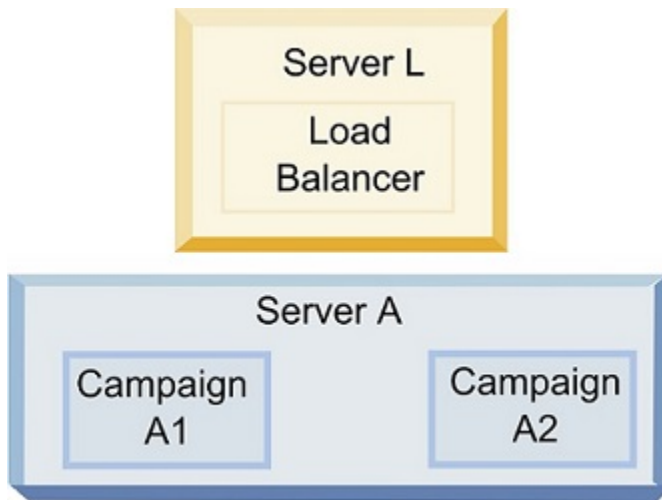 Server L
Load
Balancer
Server A
Campaign
A1
Campaign
A2